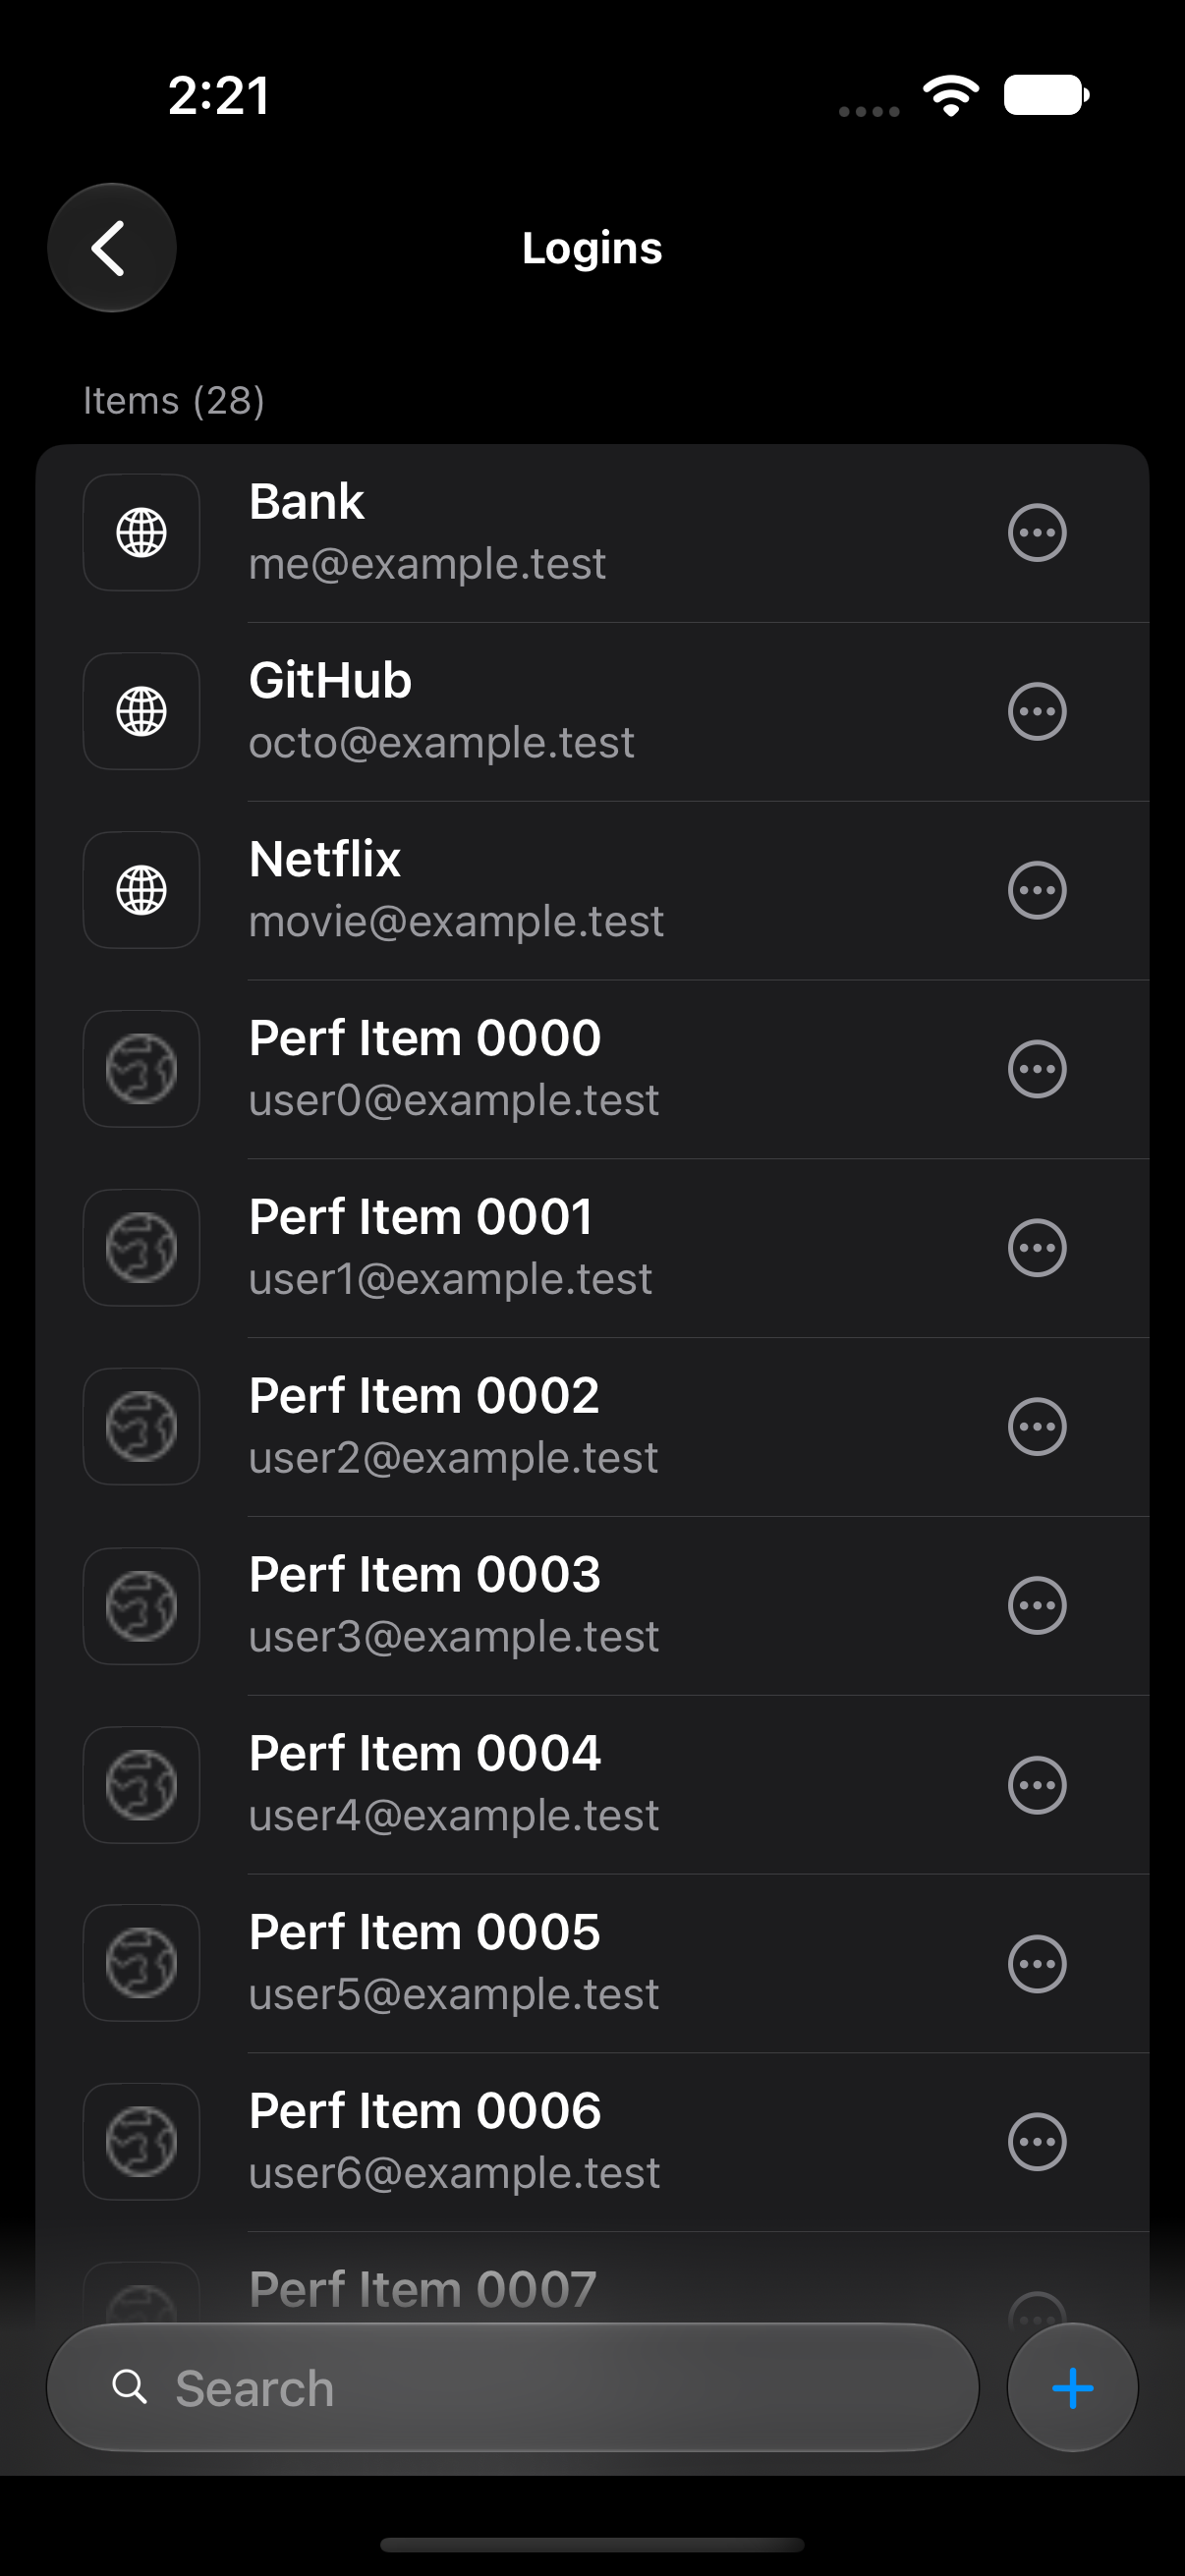 2:21
Logins
Items (28)
Bank
me@example.test
GitHub
octo@example.test
Netflix
movie@example.test
Perf Item 0000
user0@example.test
Perf Item 0001
user1@example.test
Perf Item 0002
user2@example.test
Perf Item 0003
user3@example.test
Perf Item 0004
user4@example.test
Perf Item 0005
user5@example.test
Perf Item 0006
user6@example.test
Perf Item 0007
Search